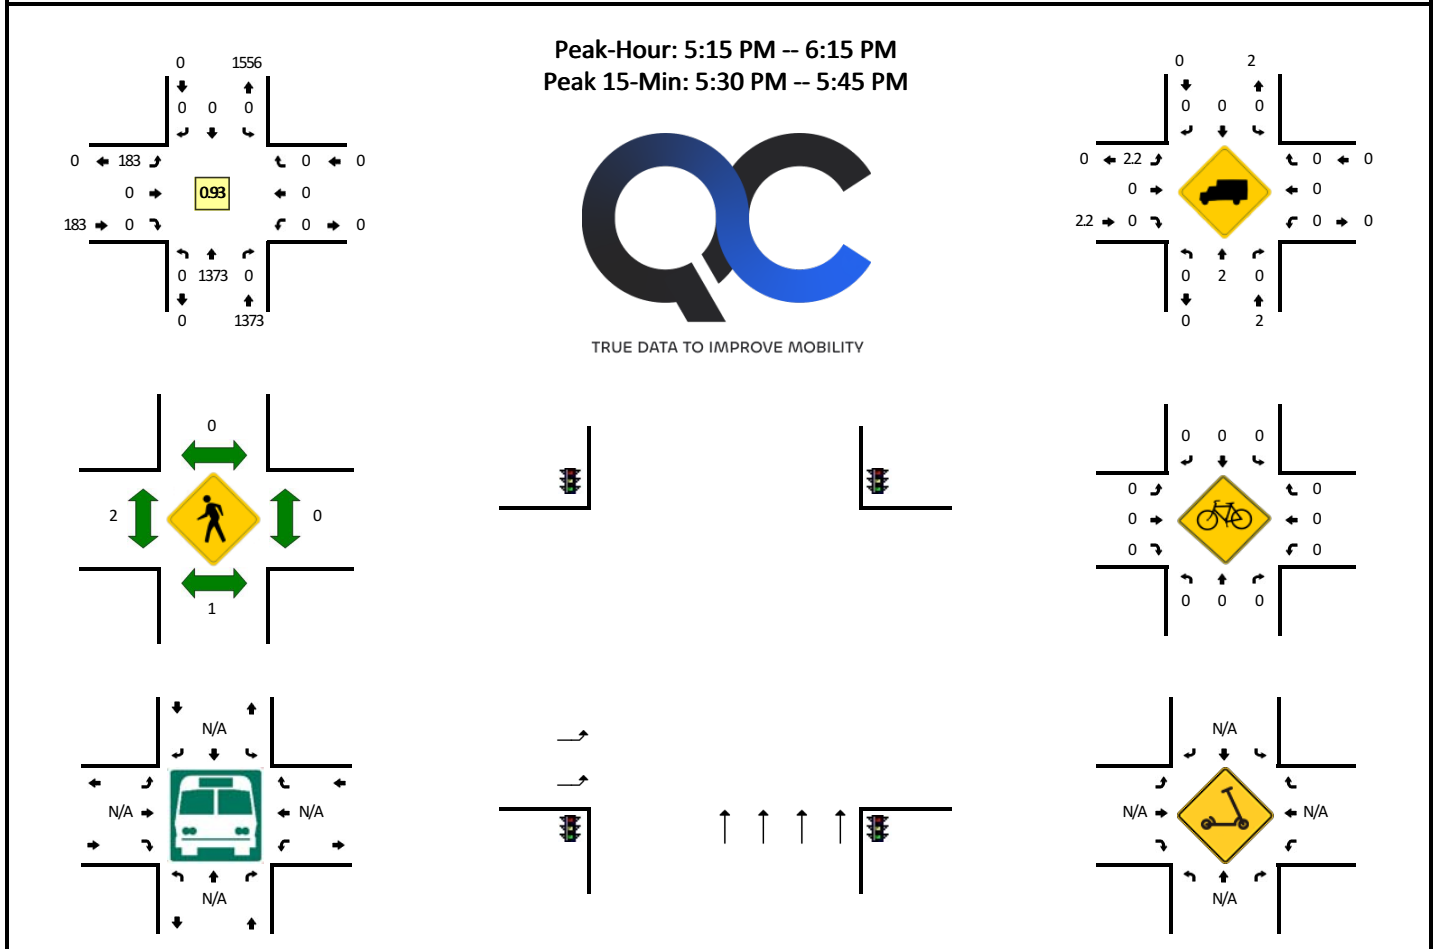 Peak-Hour: 5:15 PM -- 6:15 PM
Peak 15-Min: 5:30 PM -- 5:45 PM
0 1556
0 0 0
0 183 0 0
0 0.93 0
183 0 0 0
0 1373 0
0 1373
TRUE DATA TO IMPROVE MOBILITY
0 2
0 0 0
0 2.2 0 0
0 0
2.2 0 0 0
0 2 0
0 2
0
2 0
1
0 0 0
0 0
0 0
0 0
0 0 0
N/A
N/A N/A
N/A
N/A
N/A N/A
N/A